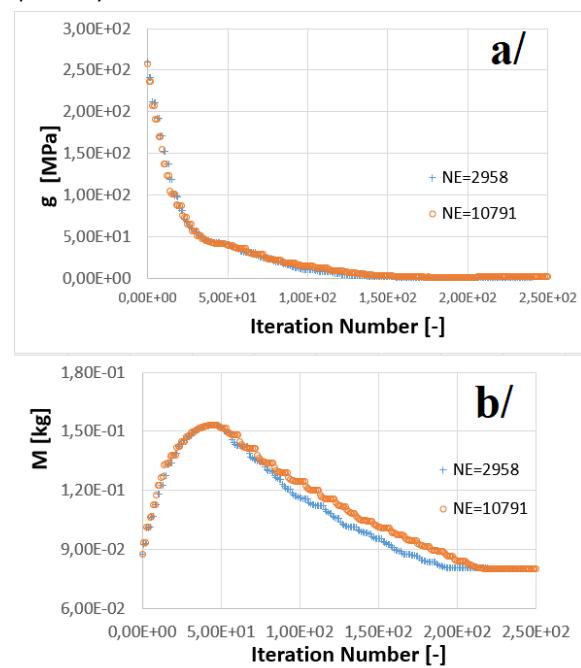 a/
3,00E+02
2,50E+02
2,00E+02
1,50E+02
1,00E+02
5,00E+01
0,00E+00
g [MPa]
NE=2958
NE=10791
0,00E+00 5,00E+01 1,00E+02 1,50E+02 2,00E+02 2,50E+02
Iteration Number [-]
b/
1,80E-01
1,50E-01
1,20E-01
9,00E-02
6,00E-02
M [kg]
NE=2958
NE=10791
0,00E+00 5,00E+01 1,00E+02 1,50E+02 2,00E+02 2,50E+02
Iteration Number [-]